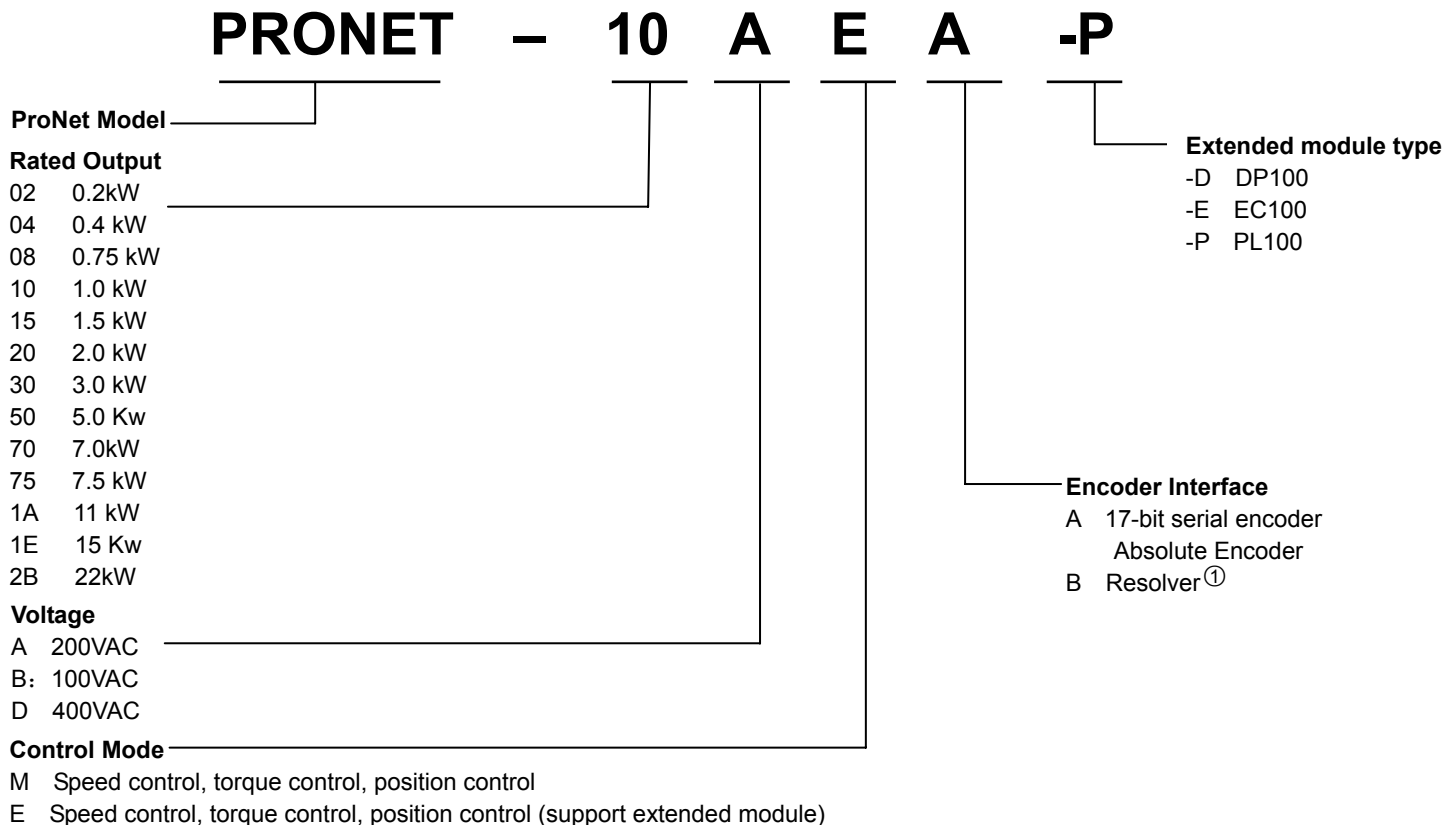 PRONET – 10 A E A -P
ProNet Model
Rated Output
02 0.2kW
04 0.4 kW
08 0.75 kW
10 1.0 kW
15 1.5 kW
20 2.0 kW
30 3.0 kW
50 5.0 Kw
70 7.0kW
75 7.5 kW
1A 11 kW
1E 15 Kw
2B 22kW
Voltage
A 200VAC
B：100VAC
D 400VAC
Control Mode
M Speed control, torque control, position control
E Speed control, torque control, position control (support extended module)
Extended module type
-D DP100
-E EC100
-P PL100
Encoder Interface
A 17-bit serial encoder
Absolute Encoder
B Resolver①